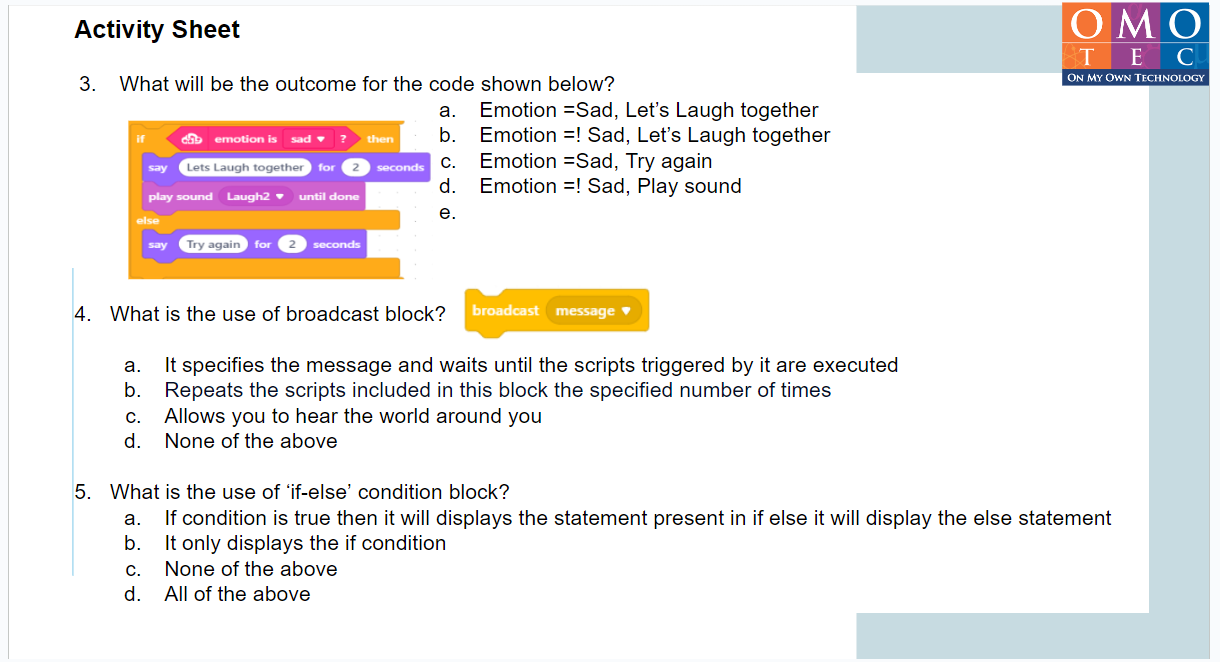 Activity Sheet
O M O
T E C
ON MY OWN TECHNOLOGY
3. What will be the outcome for the code shown below?
if emotion is sad ? then
say Lets Laugh together for 2 seconds
play sound Laugh2 until done
else
say Try again for 2 seconds
a. Emotion =Sad, Let’s Laugh together
b. Emotion =! Sad, Let’s Laugh together
c. Emotion =Sad, Try again
d. Emotion =! Sad, Play sound
e.
4. What is the use of broadcast block?
broadcast message
a. It specifies the message and waits until the scripts triggered by it are executed
b. Repeats the scripts included in this block the specified number of times
c. Allows you to hear the world around you
d. None of the above
5. What is the use of ‘if-else’ condition block?
a. If condition is true then it will displays the statement present in if else it will display the else statement
b. It only displays the if condition
c. None of the above
d. All of the above